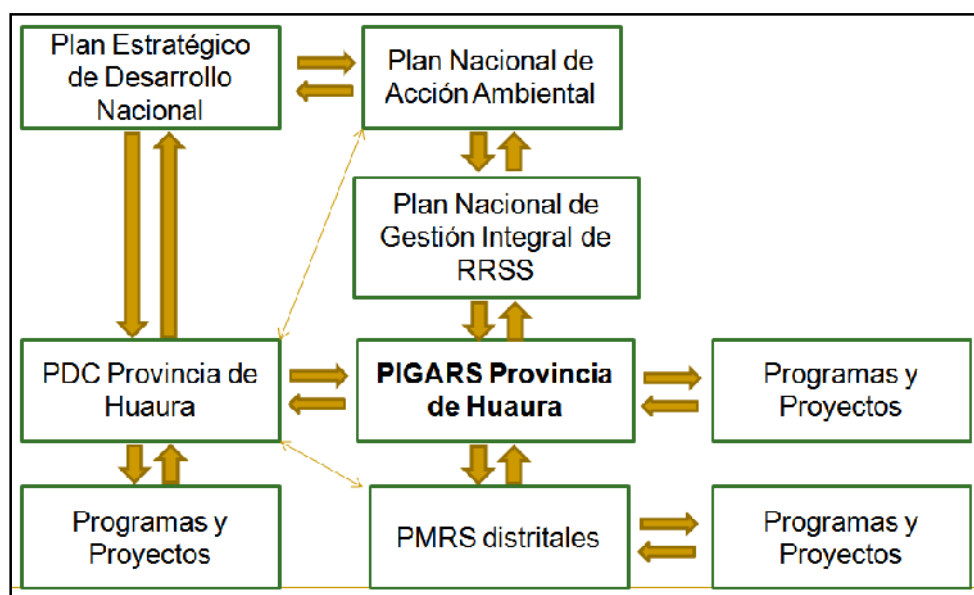 Plan Estratégico
de Desarrollo
Nacional
Plan Nacional de
Acción Ambiental
Plan Nacional de
Gestión Integral de
RRSS
PDC Provincia de
Huaura
PIGARS Provincia
de Huaura
Programas y
Proyectos
Programas y
Proyectos
PMRS distritales
Programas y
Proyectos